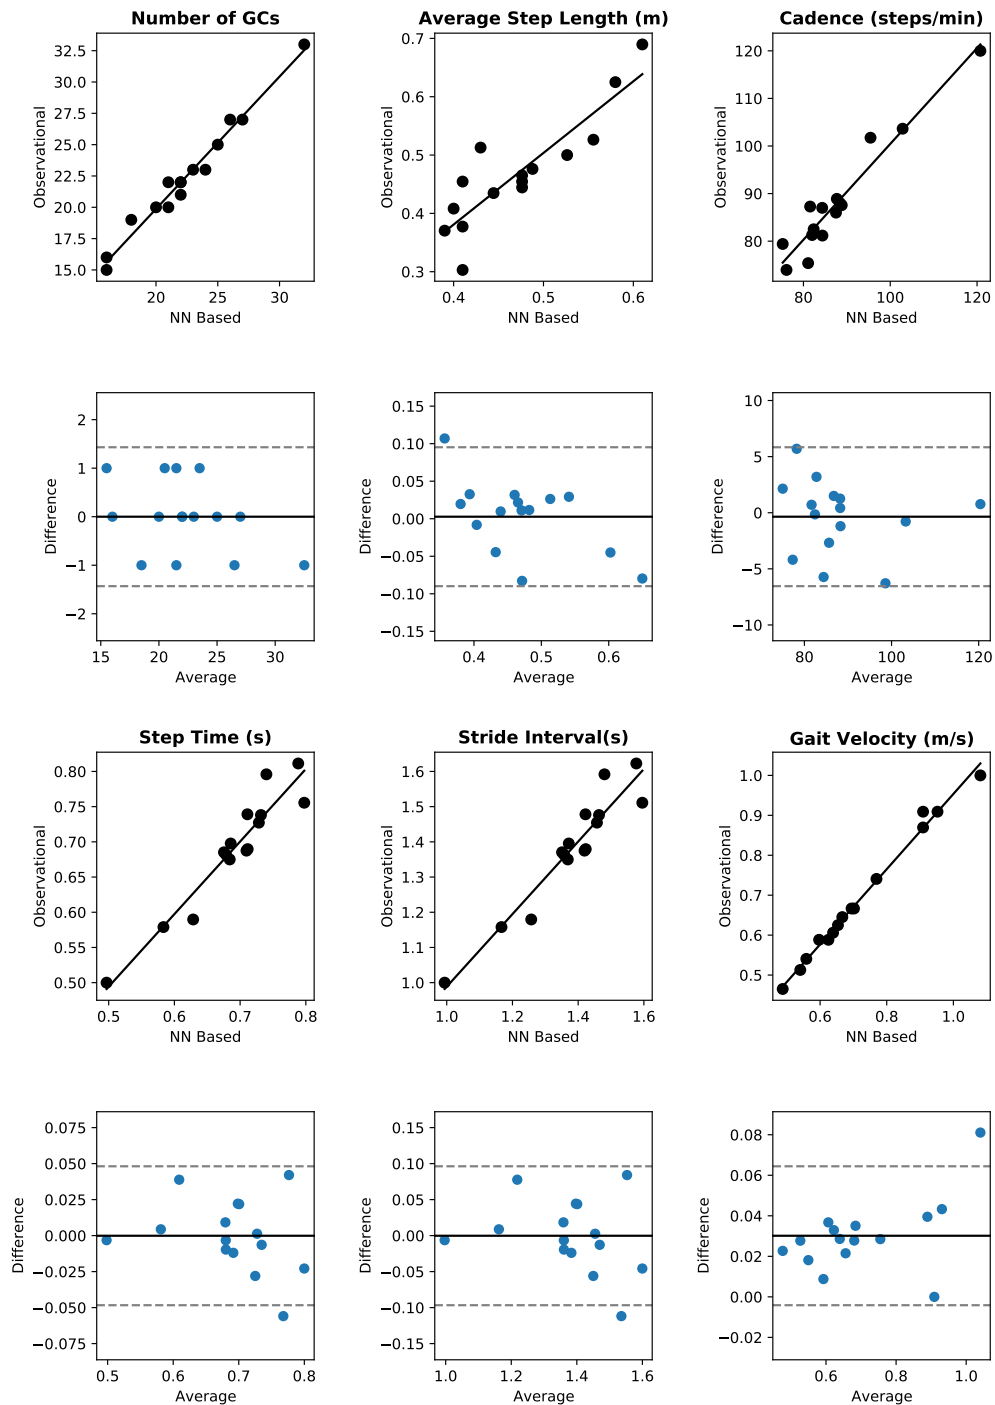 Number of GCs
Average Step Length (m)
Cadence (steps/min)
32.5
30.0
27.5
25.0
22.5
20.0
17.5
15.0
Observational
20 25 30
NN Based
0.7
0.6
0.5
0.4
0.3
Observational
0.4 0.5 0.6
NN Based
120
110
100
90
80
Observational
80 100 120
NN Based
2
1
0
−1
−2
Difference
15 20 25 30
Average
0.15
0.10
0.05
0.00
−0.05
−0.10
−0.15
Difference
0.4 0.5 0.6
Average
10
5
0
−5
−10
Difference
80 100 120
Average
Step Time (s)
Stride Interval(s)
Gait Velocity (m/s)
0.80
0.75
0.70
0.65
0.60
0.55
0.50
Observational
0.5 0.6 0.7 0.8
NN Based
1.6
1.5
1.4
1.3
1.2
1.1
1.0
Observational
1.0 1.2 1.4 1.6
NN Based
1.0
0.9
0.8
0.7
0.6
0.5
Observational
0.6 0.8 1.0
NN Based
0.075
0.050
0.025
0.000
−0.025
−0.050
−0.075
Difference
0.5 0.6 0.7 0.8
Average
0.15
0.10
0.05
0.00
−0.05
−0.10
−0.15
Difference
1.0 1.2 1.4 1.6
Average
0.08
0.06
0.04
0.02
0.00
−0.02
Difference
0.6 0.8 1.0
Average